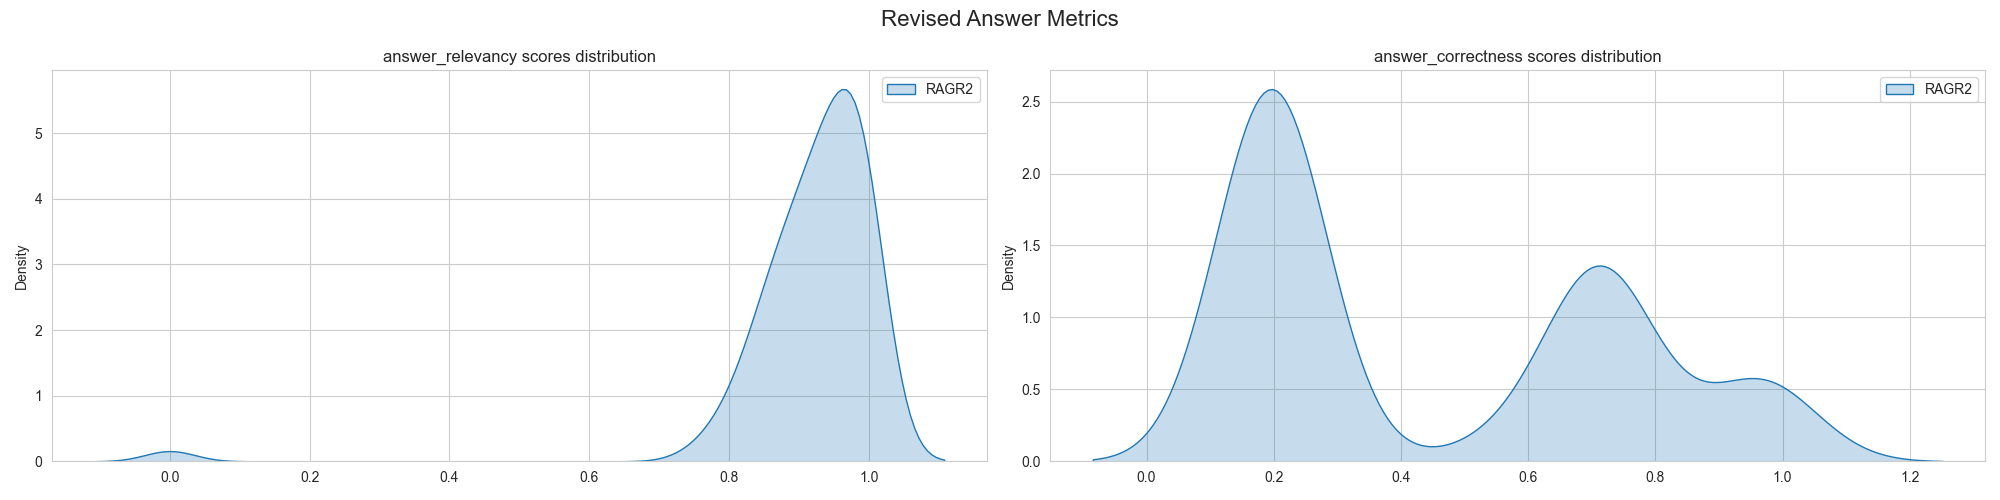 Revised Answer Metrics
answer_relevancy scores distribution
RAGR2
Density
5
4
3
2
1
0
0.0 0.2 0.4 0.6 0.8 1.0
answer_correctness scores distribution
RAGR2
Density
2.5
2.0
1.5
1.0
0.5
0.0
0.0 0.2 0.4 0.6 0.8 1.0 1.2